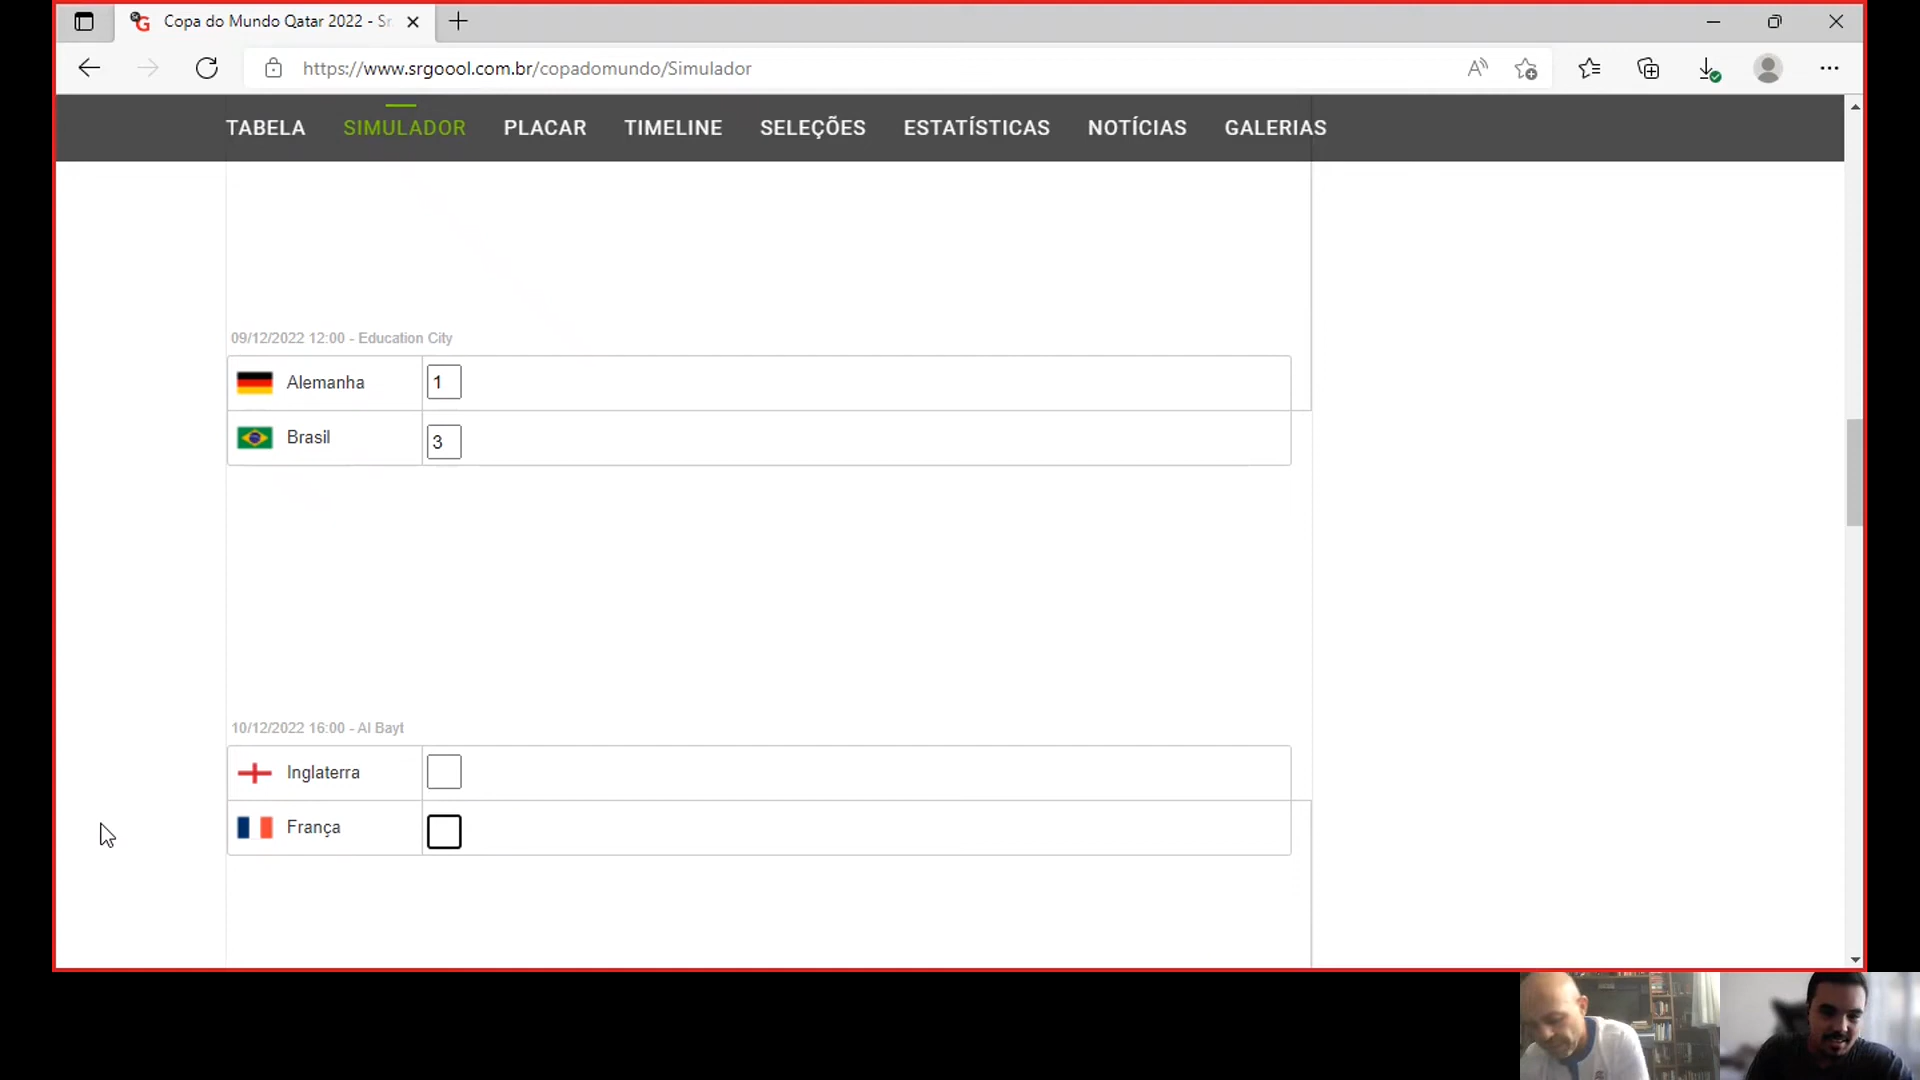 Copa do Mundo Qatar 2022 - Sr
https://www.srgoool.com.br/copadomundo/Simulador
TABELA SIMULADOR PLACAR TIMELINE SELEÇÕES ESTATÍSTICAS NOTÍCIAS GALERIAS
09/12/2022 12:00 - Education City
Alemanha 1
Brasil 3
10/12/2022 16:00 - Al Bayt
Inglaterra
França